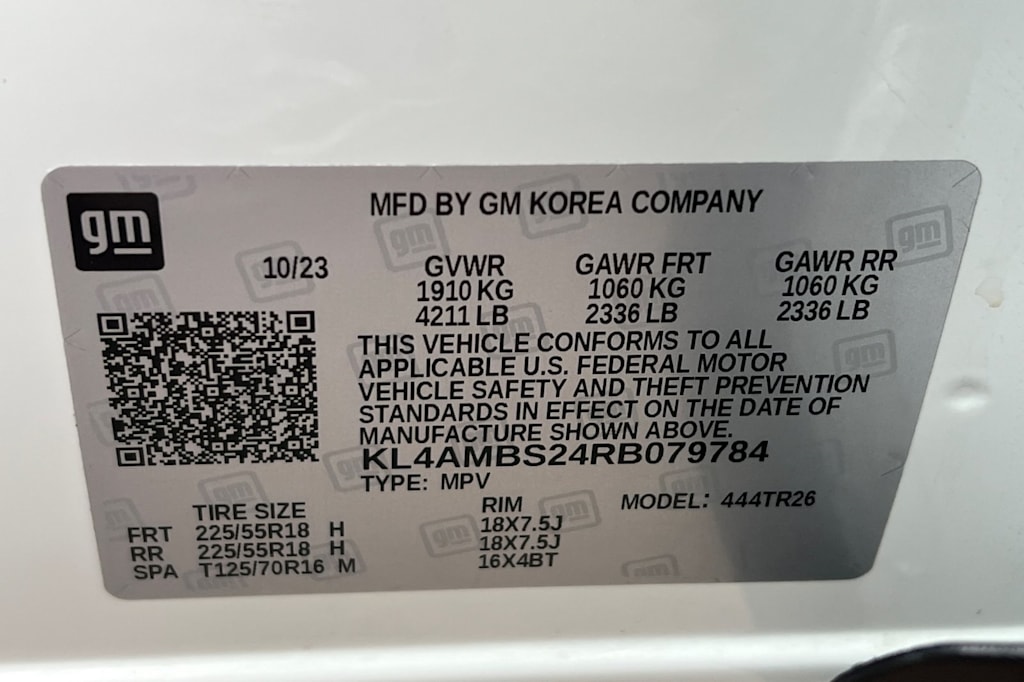 gm
MFD BY GM KOREA COMPANY
10/23
GVWR GAWR FRT GAWR RR
1910 KG 1060 KG 1060 KG
4211 LB 2336 LB 2336 LB
THIS VEHICLE CONFORMS TO ALL
APPLICABLE U.S. FEDERAL MOTOR
VEHICLE SAFETY AND THEFT PREVENTION
STANDARDS IN EFFECT ON THE DATE OF
MANUFACTURE SHOWN ABOVE.
KL4AMBS24RB079784
TYPE: MPV
TIRE SIZE RIM MODEL: 444TR26
FRT 225/55R18 H 18X7.5J
RR 225/55R18 H 18X7.5J
SPA T125/70R16 M 16X4BT